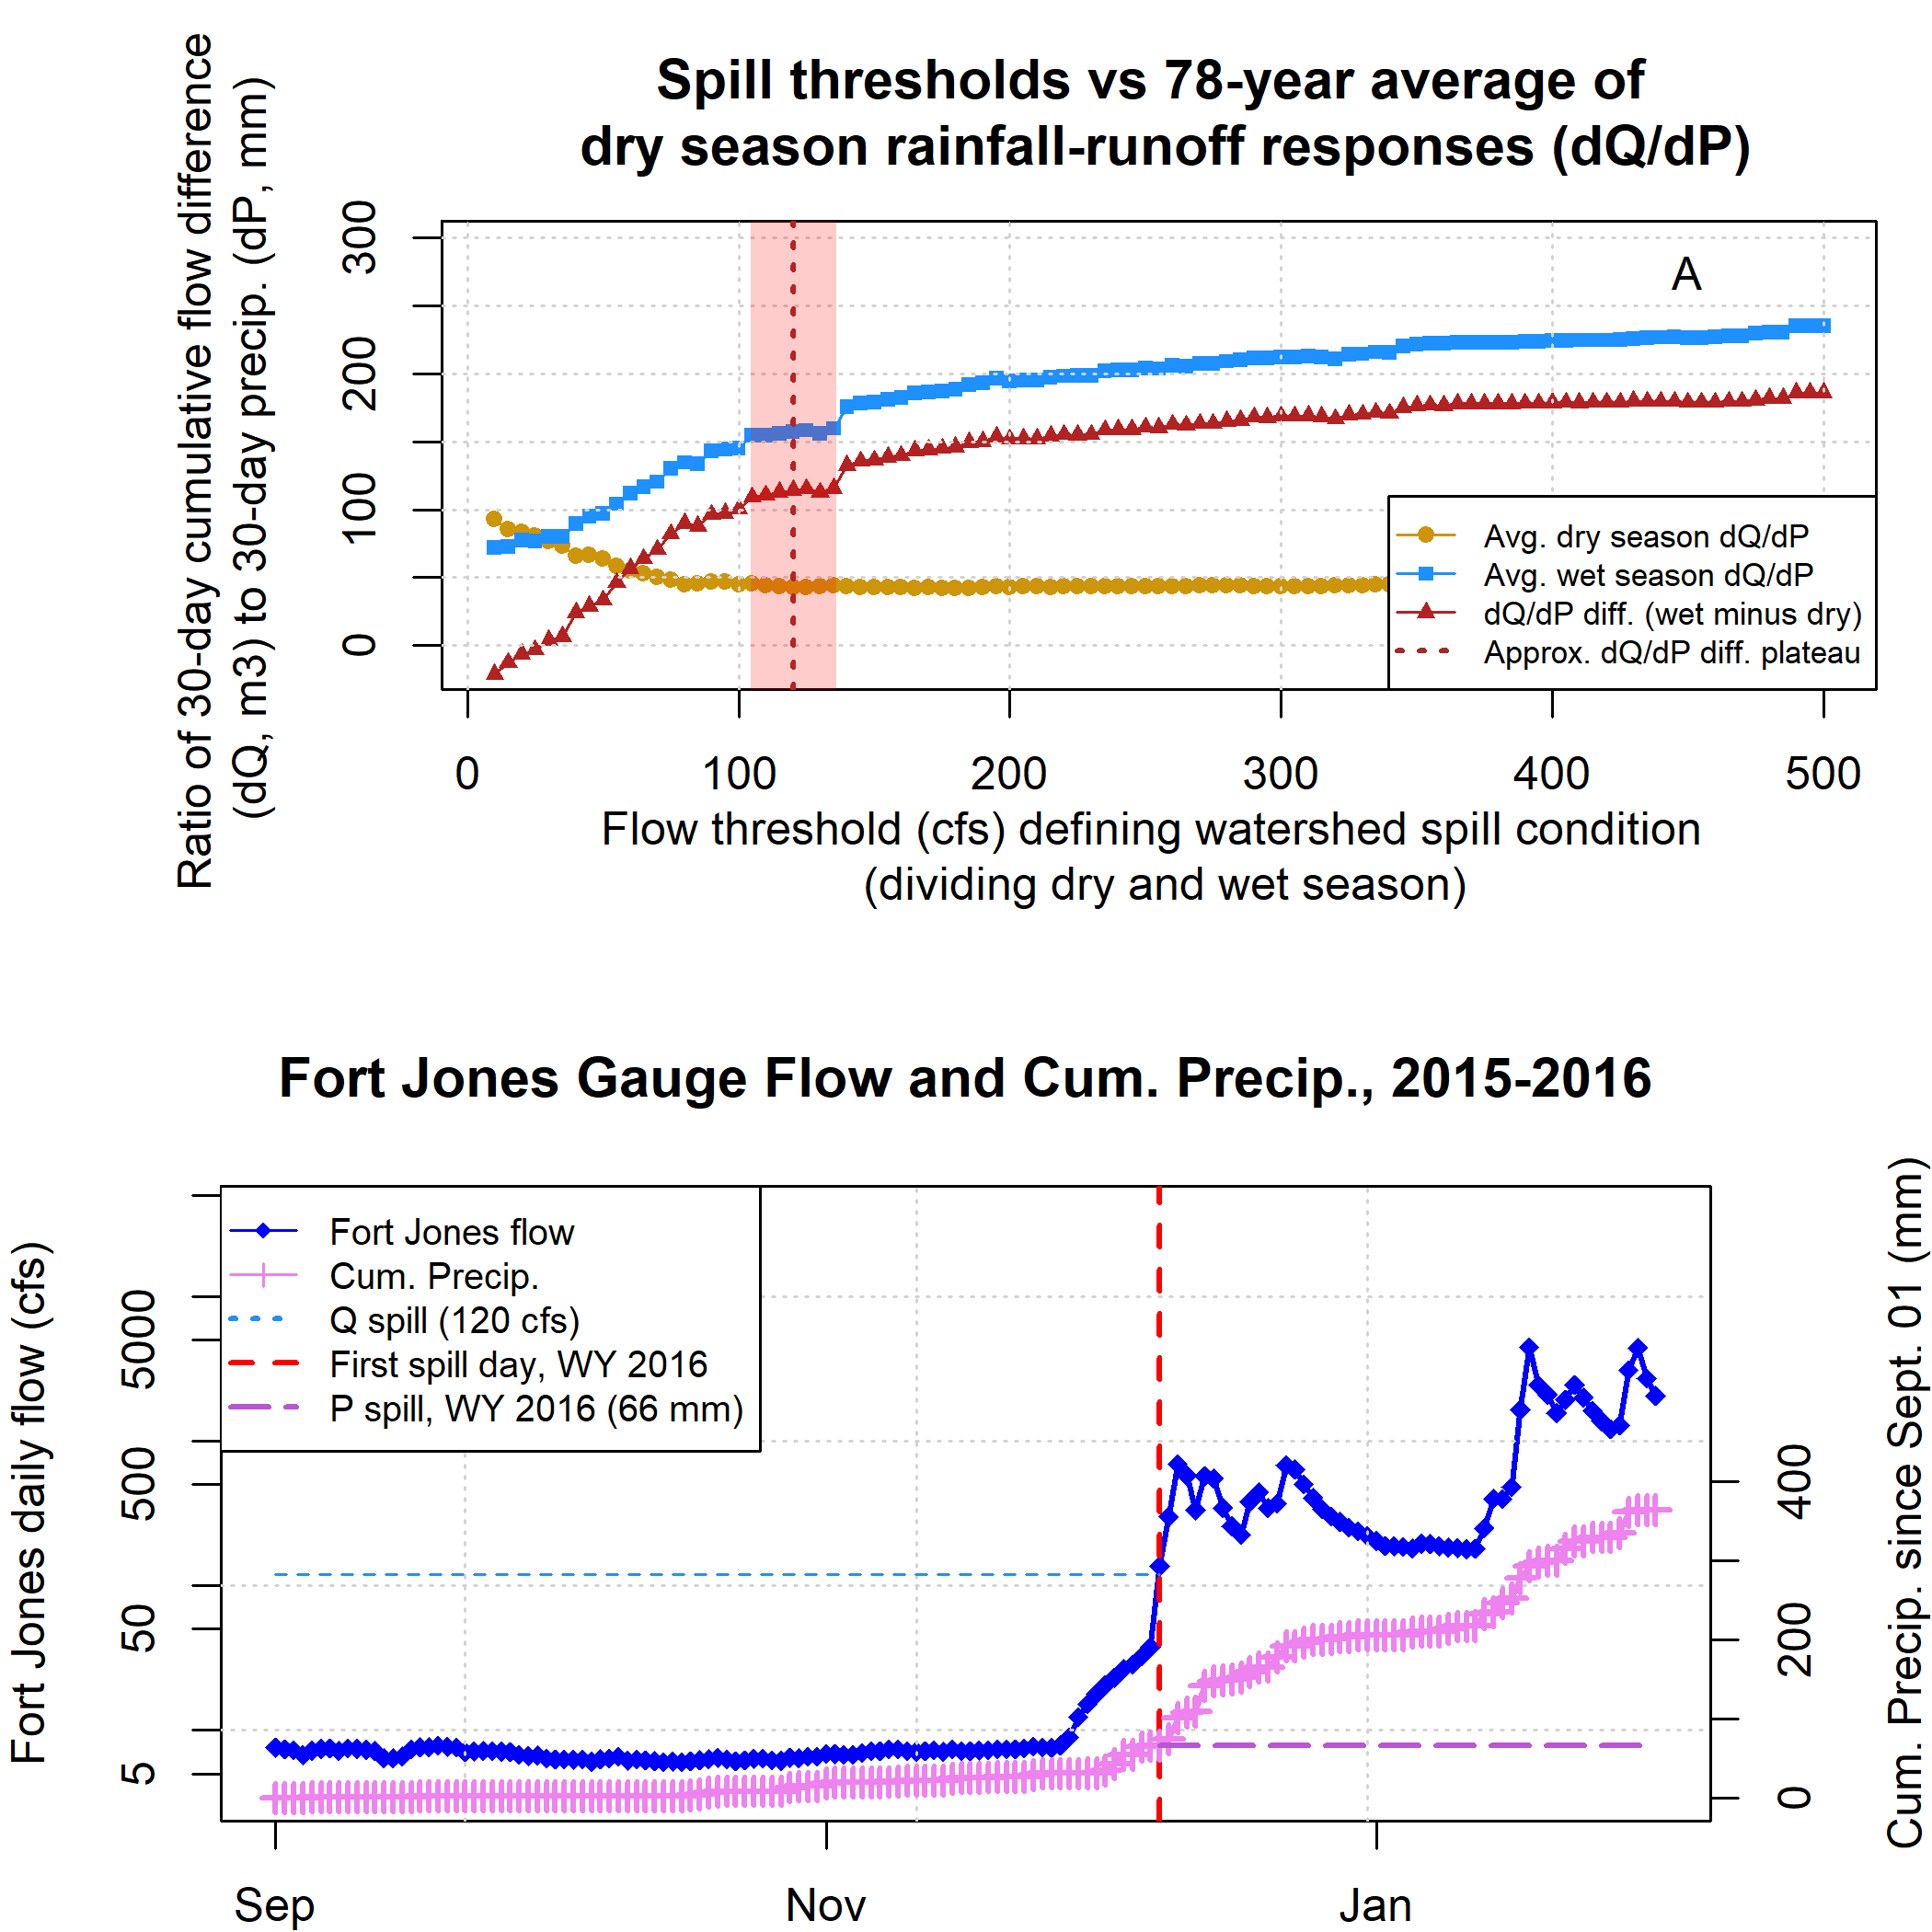 Spill thresholds vs 78-year average of
dry season rainfall-runoff responses (dQ/dP)
Ratio of 30-day cumulative flow difference
(dQ, m3) to 30-day precip. (dP, mm)
300
200
100
0
A
Avg. dry season dQ/dP
Avg. wet season dQ/dP
dQ/dP diff. (wet minus dry)
Approx. dQ/dP diff. plateau
0 100 200 300 400 500
Flow threshold (cfs) defining watershed spill condition
(dividing dry and wet season)
Fort Jones Gauge Flow and Cum. Precip., 2015-2016
Fort Jones daily flow (cfs)
5000
500
50
5
Fort Jones flow
Cum. Precip.
Q spill (120 cfs)
First spill day, WY 2016
P spill, WY 2016 (66 mm)
400
200
0
Cum. Precip. since Sept. 01 (mm)
Sep Nov Jan